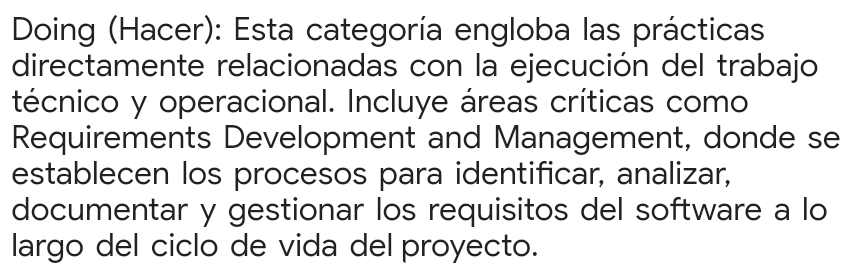 Doing (Hacer): Esta categoría engloba las prácticas
directamente relacionadas con la ejecución del trabajo
técnico y operacional. Incluye áreas críticas como
Requirements Development and Management, donde se
establecen los procesos para identificar, analizar,
documentar y gestionar los requisitos del software a lo
largo del ciclo de vida del proyecto.